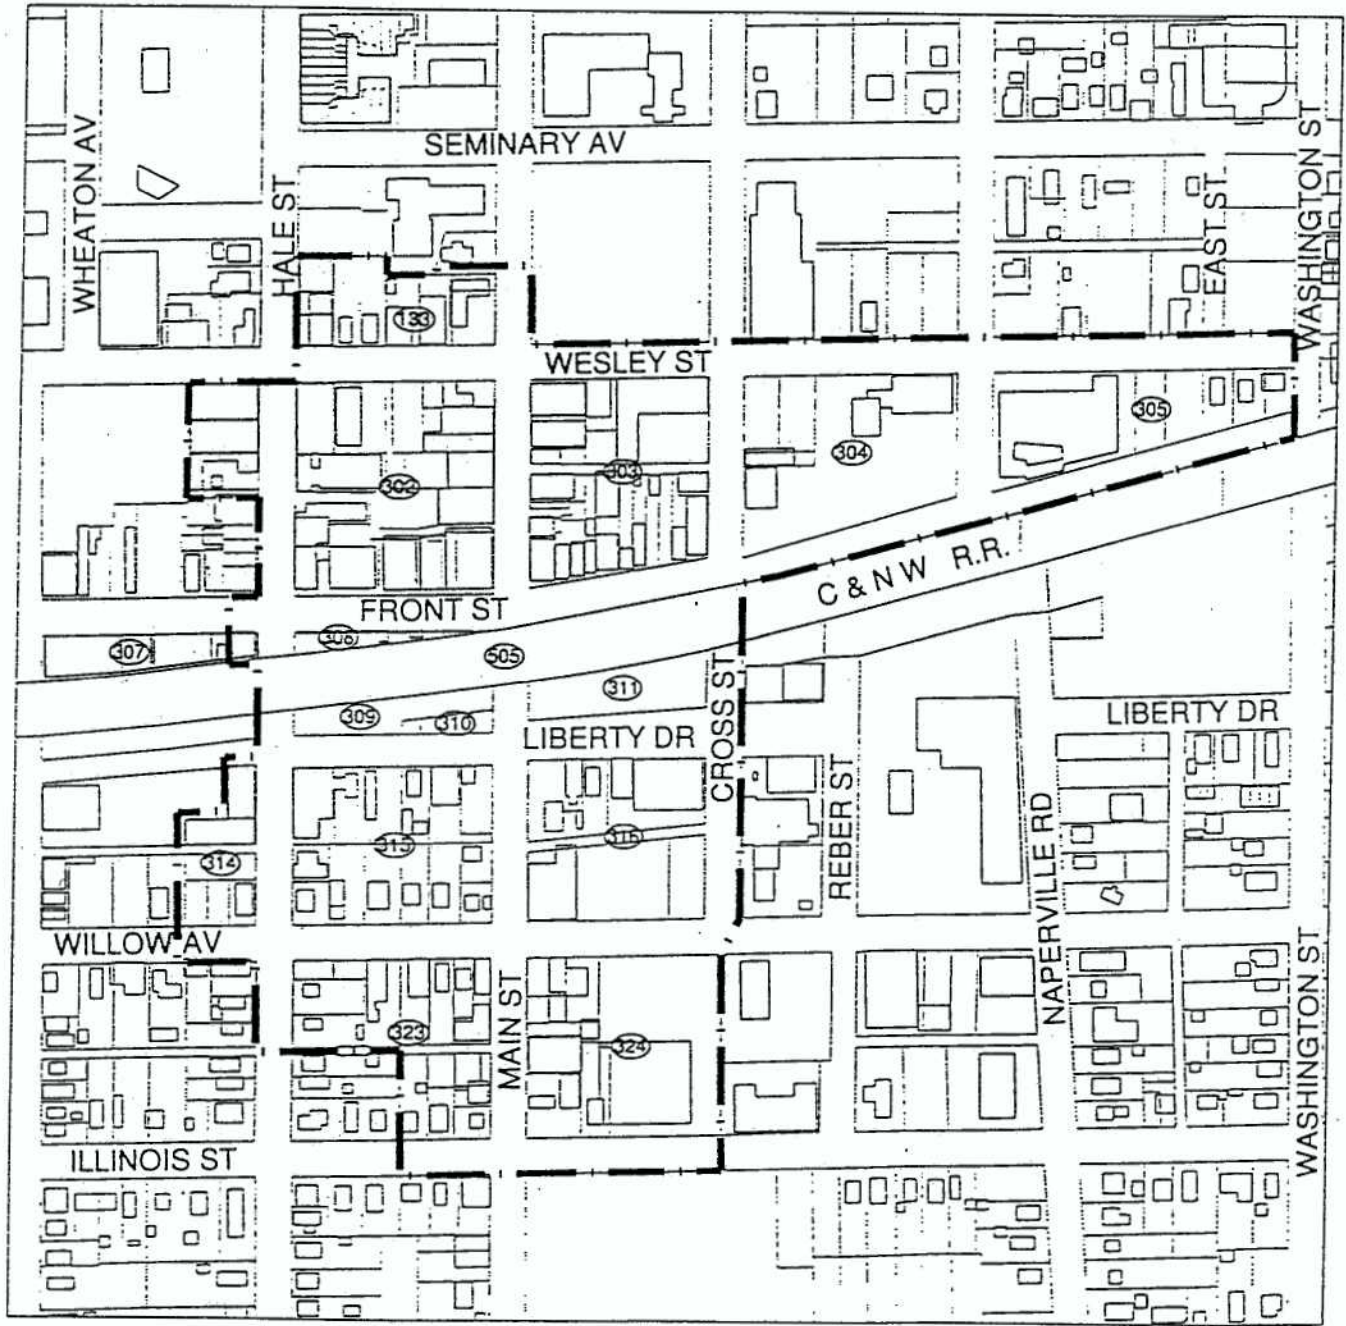 SEMINARY AV
WHEATON AV
HALE ST
EAST ST
WASHINGTON ST
133
WESLEY ST
305
304
303
302
C & N W R.R.
FRONT ST
308
307
505
311
309
310
CROSS ST
LIBERTY DR
LIBERTY DR
REBER ST
NAPERVILLE RD
315
316
314
WILLOW AV
MAIN ST
323
324
WASHINGTON ST
ILLINOIS ST